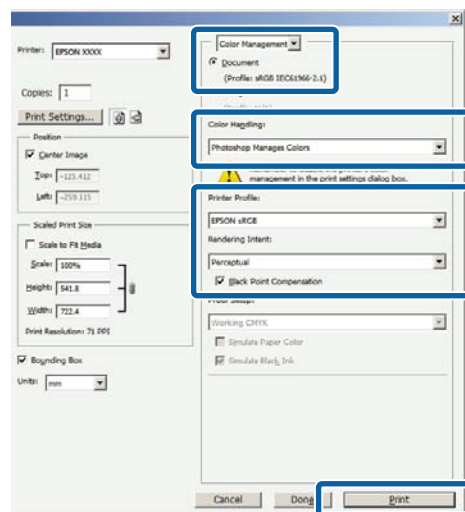 Printer: EPSON XXXX
Copies: 1
Print Settings...
Position
Center Image
Top: -125.412
Left: -259.115
Scaled Print Size
Scale to Fit Media
Scale: 100%
Height: 541.8
Width: 722.4
Print Resolution: 71 PPI
Bounding Box
Units: mm
Color Management
Document
(Profile: sRGB IEC61966-2.1)
Color Handling:
Photoshop Manages Colors
management in the print settings dialog box.
Printer Profile:
EPSON sRGB
Rendering Intent:
Perceptual
Black Point Compensation
Proof Setup:
Working CMYK
Simulate Paper Color
Simulate Black Ink
Cancel
Done
Print